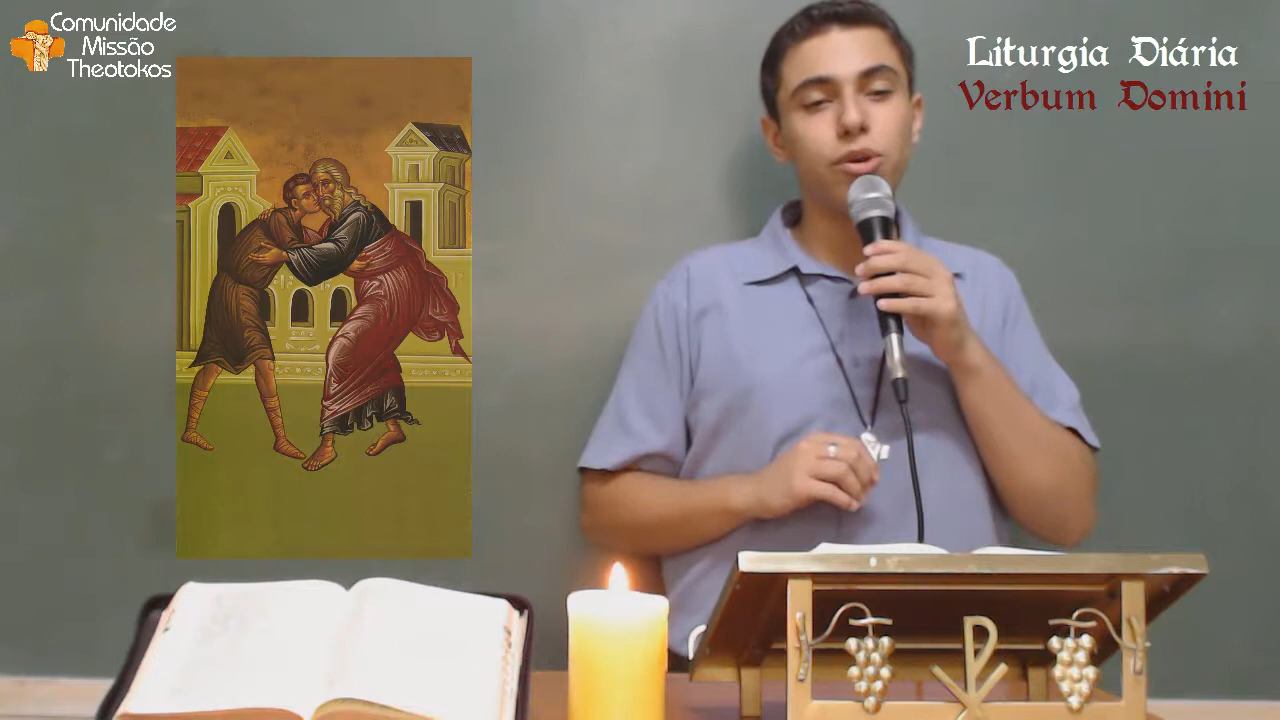 Comunidade
Missão
Theotokos
Liturgia Diária
Verbum Domini